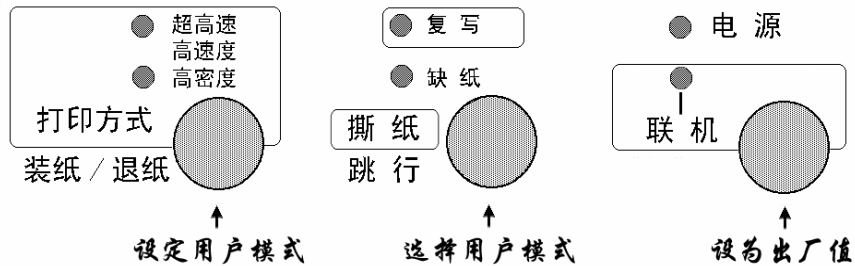 超高速
高速度
高密度
打印方式
装纸／退纸
复写
缺纸
撕纸
跳行
电源
联机
设定用户模式
选择用户模式
设为出厂值